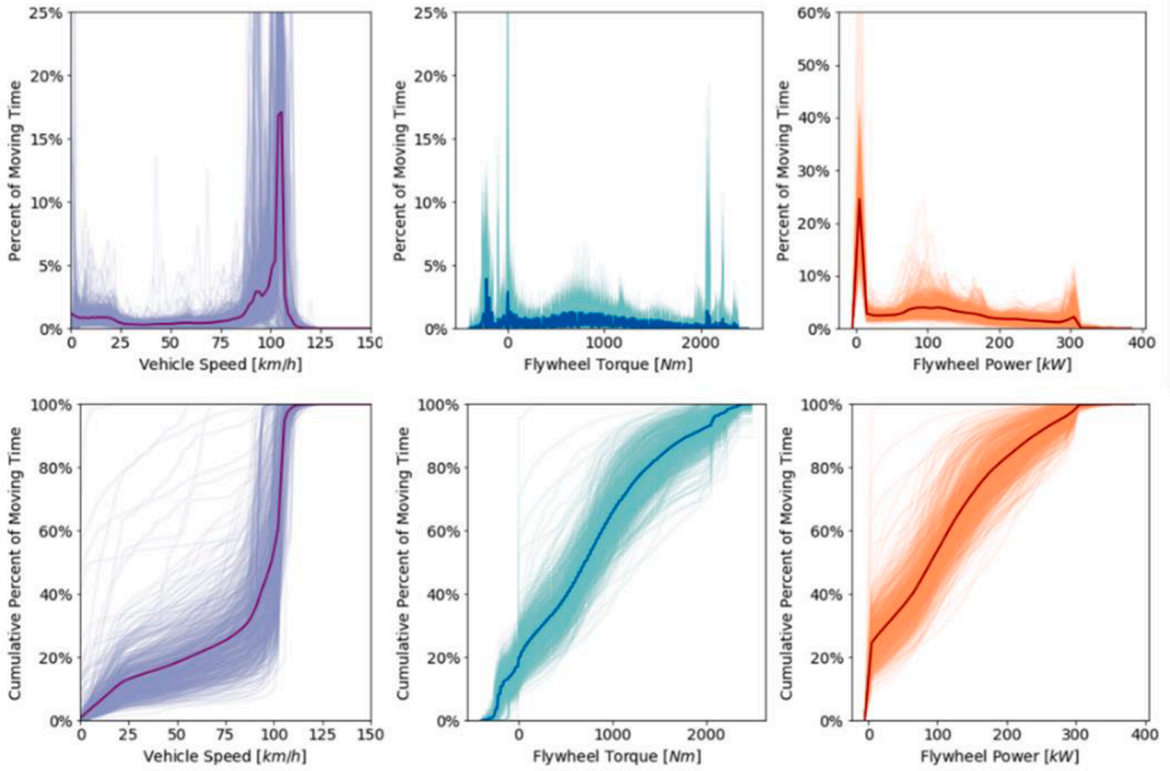 25%
20%
15%
10%
5%
0%
Percent of Moving Time
0 25 50 75 100 125 150
Vehicle Speed [km/h]
25%
20%
15%
10%
5%
0%
Percent of Moving Time
0 2000
Flywheel Torque [Nm]
60%
50%
40%
30%
20%
10%
0%
Percent of Moving Time
0 100 200 300 400
Flywheel Power [kW]
100%
80%
60%
40%
20%
0%
Cumulative Percent of Moving Time
0 25 50 75 100 125 150
Vehicle Speed [km/h]
100%
80%
60%
40%
20%
0%
Cumulative Percent of Moving Time
0 1000 2000
Flywheel Torque [Nm]
100%
80%
60%
40%
20%
0%
Cumulative Percent of Moving Time
0 100 200 300 400
Flywheel Power [kW]